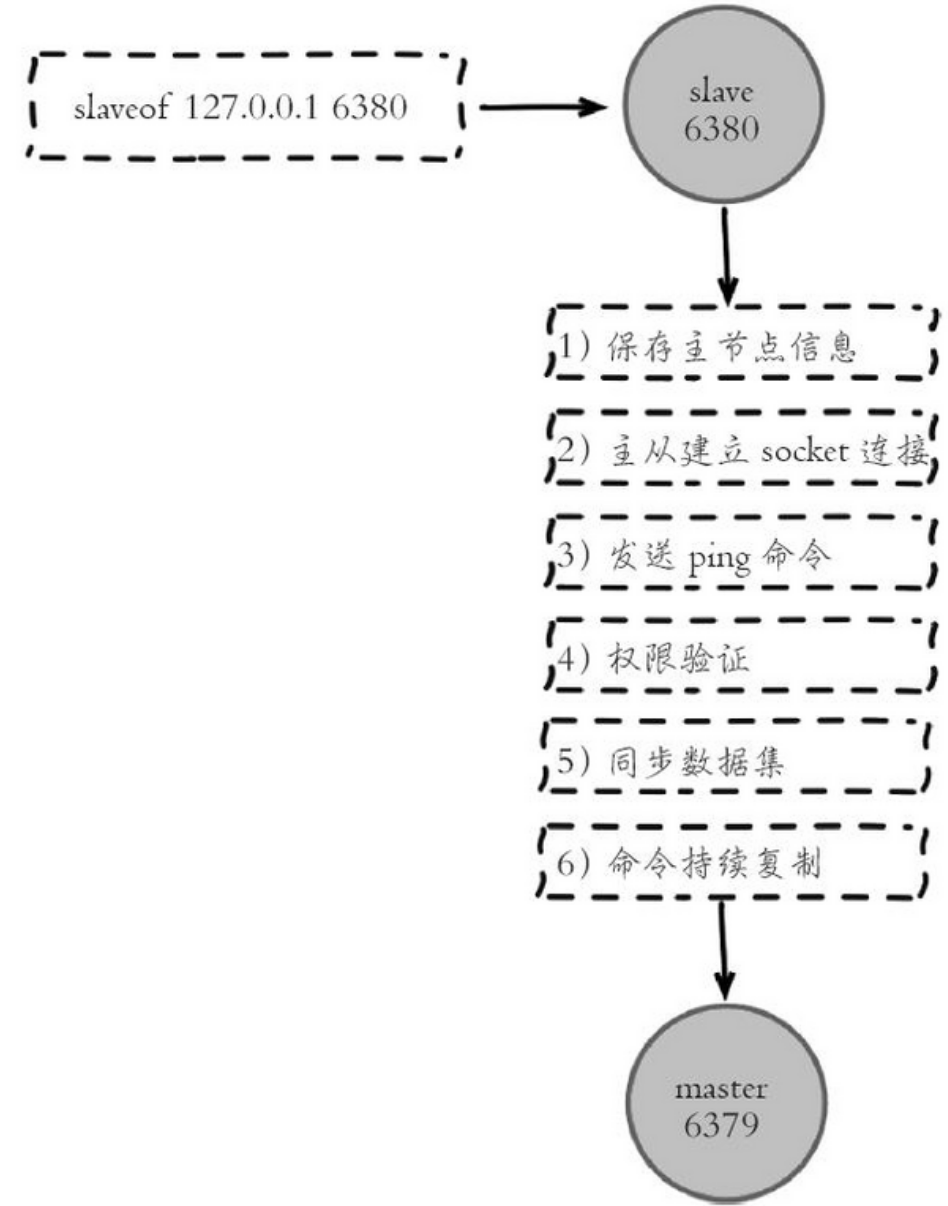 slaveof 127.0.0.1 6380
slave
6380
1) 保存主节点信息
2) 主从建立 socket 连接
3) 发送 ping 命令
4) 权限验证
5) 同步数据集
6) 命令持续复制
master
6379